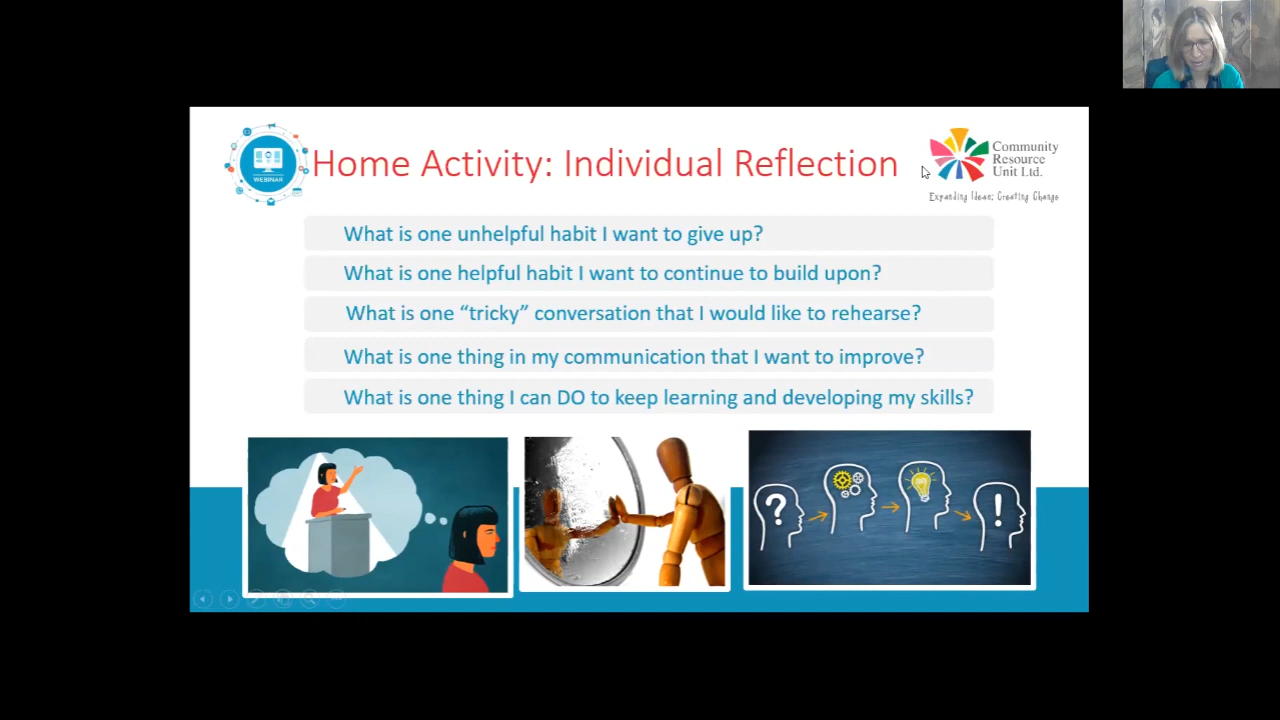 WEBINAR
Home Activity: Individual Reflection
Community
Resource
Unit Ltd.
Expanding Ideas; Creating Change
What is one unhelpful habit I want to give up?
What is one helpful habit I want to continue to build upon?
What is one “tricky” conversation that I would like to rehearse?
What is one thing in my communication that I want to improve?
What is one thing I can DO to keep learning and developing my skills?
? !